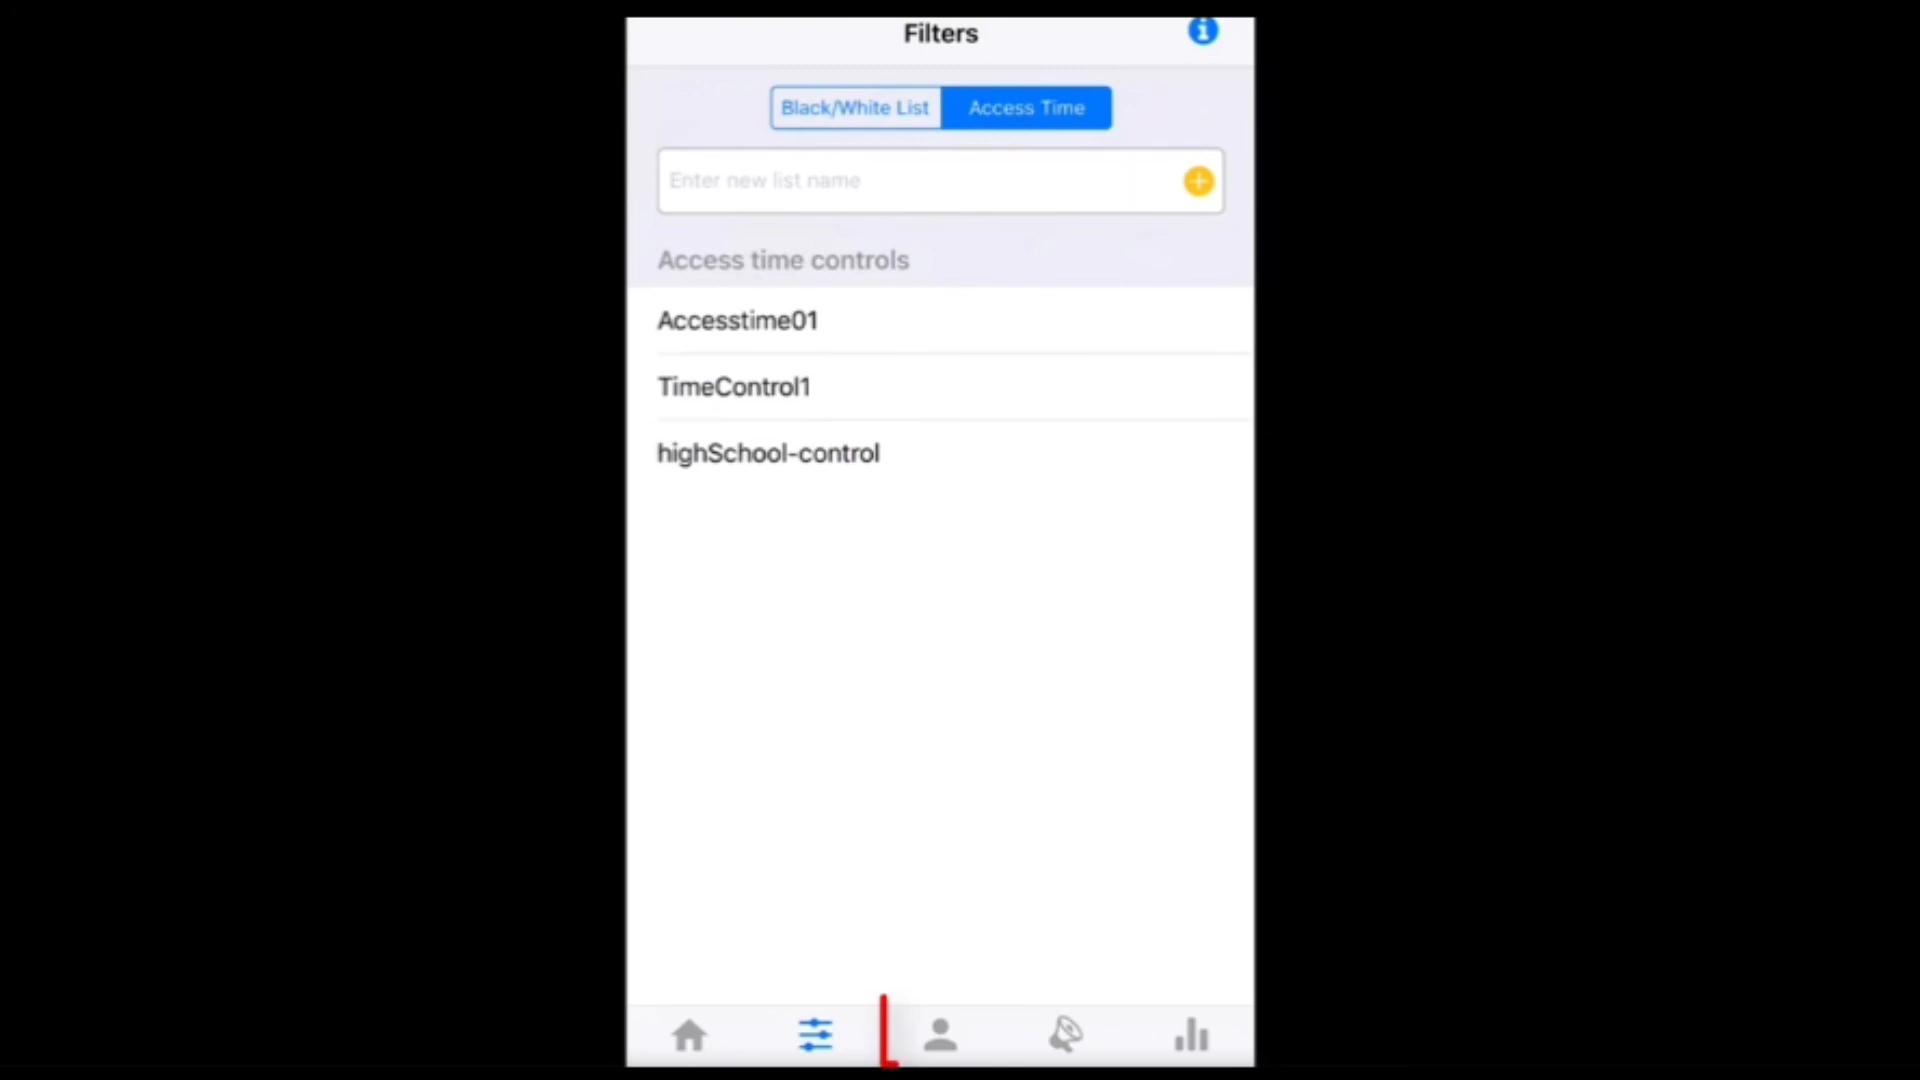 Filters
Black/White List
Access Time
Enter new list name
Access time controls
Accesstime01
TimeControl1
highSchool-control